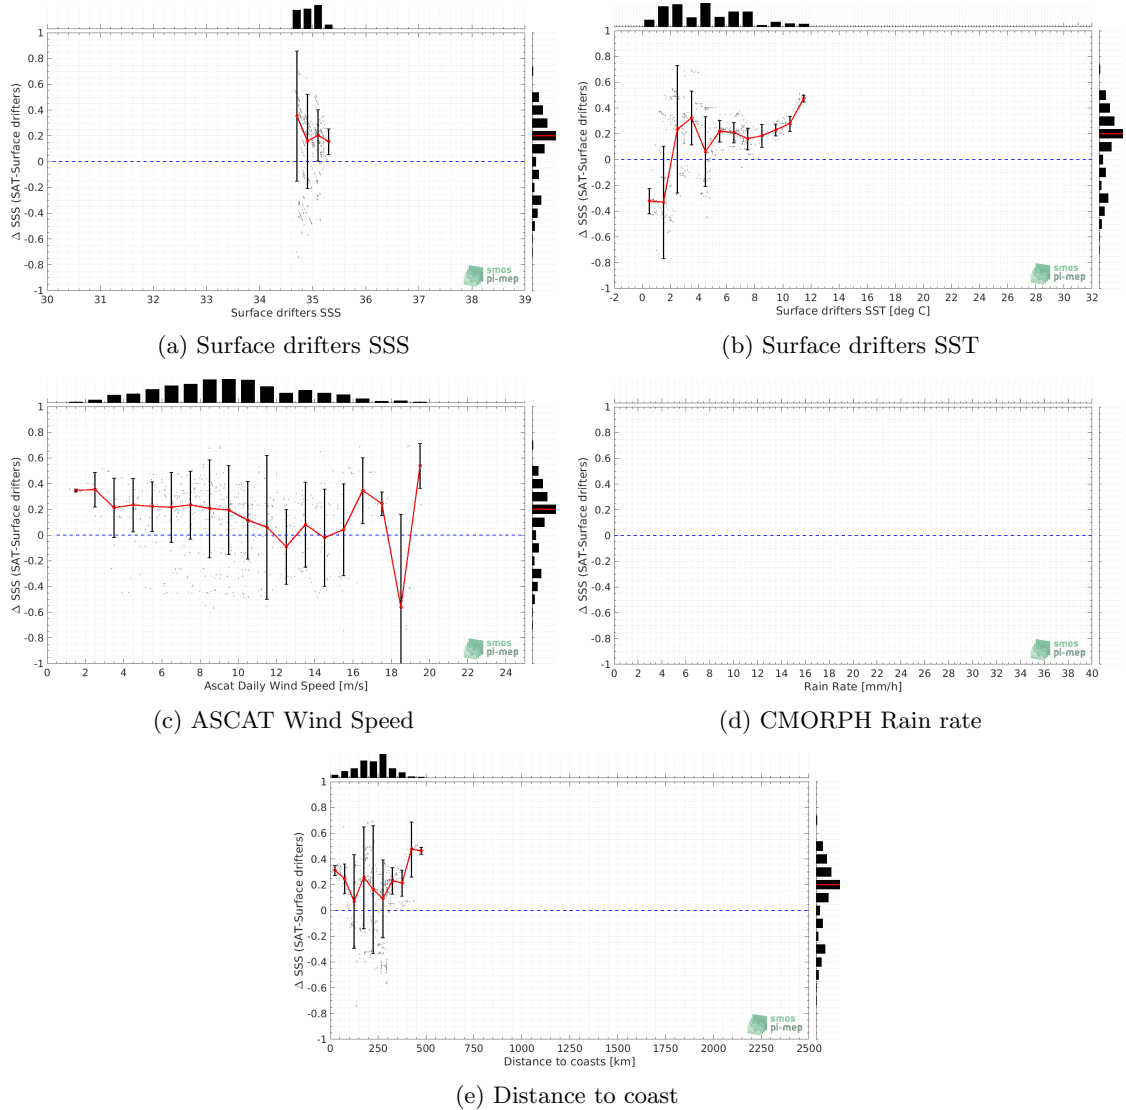 1
0.8
0.6
0.4
0.2
0
-0.2
-0.4
-0.6
-0.8
-1
Δ SSS (SAT-Surface drifters)
30 31 32 33 34 35 36 37 38 39
Surface drifters SSS
smos
pi-mep
(a) Surface drifters SSS
1
0.8
0.6
0.4
0.2
0
-0.2
-0.4
-0.6
-0.8
-1
Δ SSS (SAT-Surface drifters)
-2 0 2 4 6 8 10 12 14 16 18 20 22 24 26 28 30 32
Surface drifters SST [deg C]
smos
pi-mep
(b) Surface drifters SST
1
0.8
0.6
0.4
0.2
0
-0.2
-0.4
-0.6
-0.8
-1
Δ SSS (SAT-Surface drifters)
0 2 4 6 8 10 12 14 16 18 20 22 24
Ascat Daily Wind Speed [m/s]
smos
pi-mep
(c) ASCAT Wind Speed
1
0.8
0.6
0.4
0.2
0
-0.2
-0.4
-0.6
-0.8
-1
Δ SSS (SAT-Surface drifters)
0 2 4 6 8 10 12 14 16 18 20 22 24 26 28 30 32 34 36 38 40
Rain Rate [mm/h]
smos
pi-mep
(d) CMORPH Rain rate
1
0.8
0.6
0.4
0.2
0
-0.2
-0.4
-0.6
-0.8
-1
Δ SSS (SAT-Surface drifters)
0 250 500 750 1000 1250 1500 1750 2000 2250 2500
Distance to coasts [km]
smos
pi-mep
(e) Distance to coast